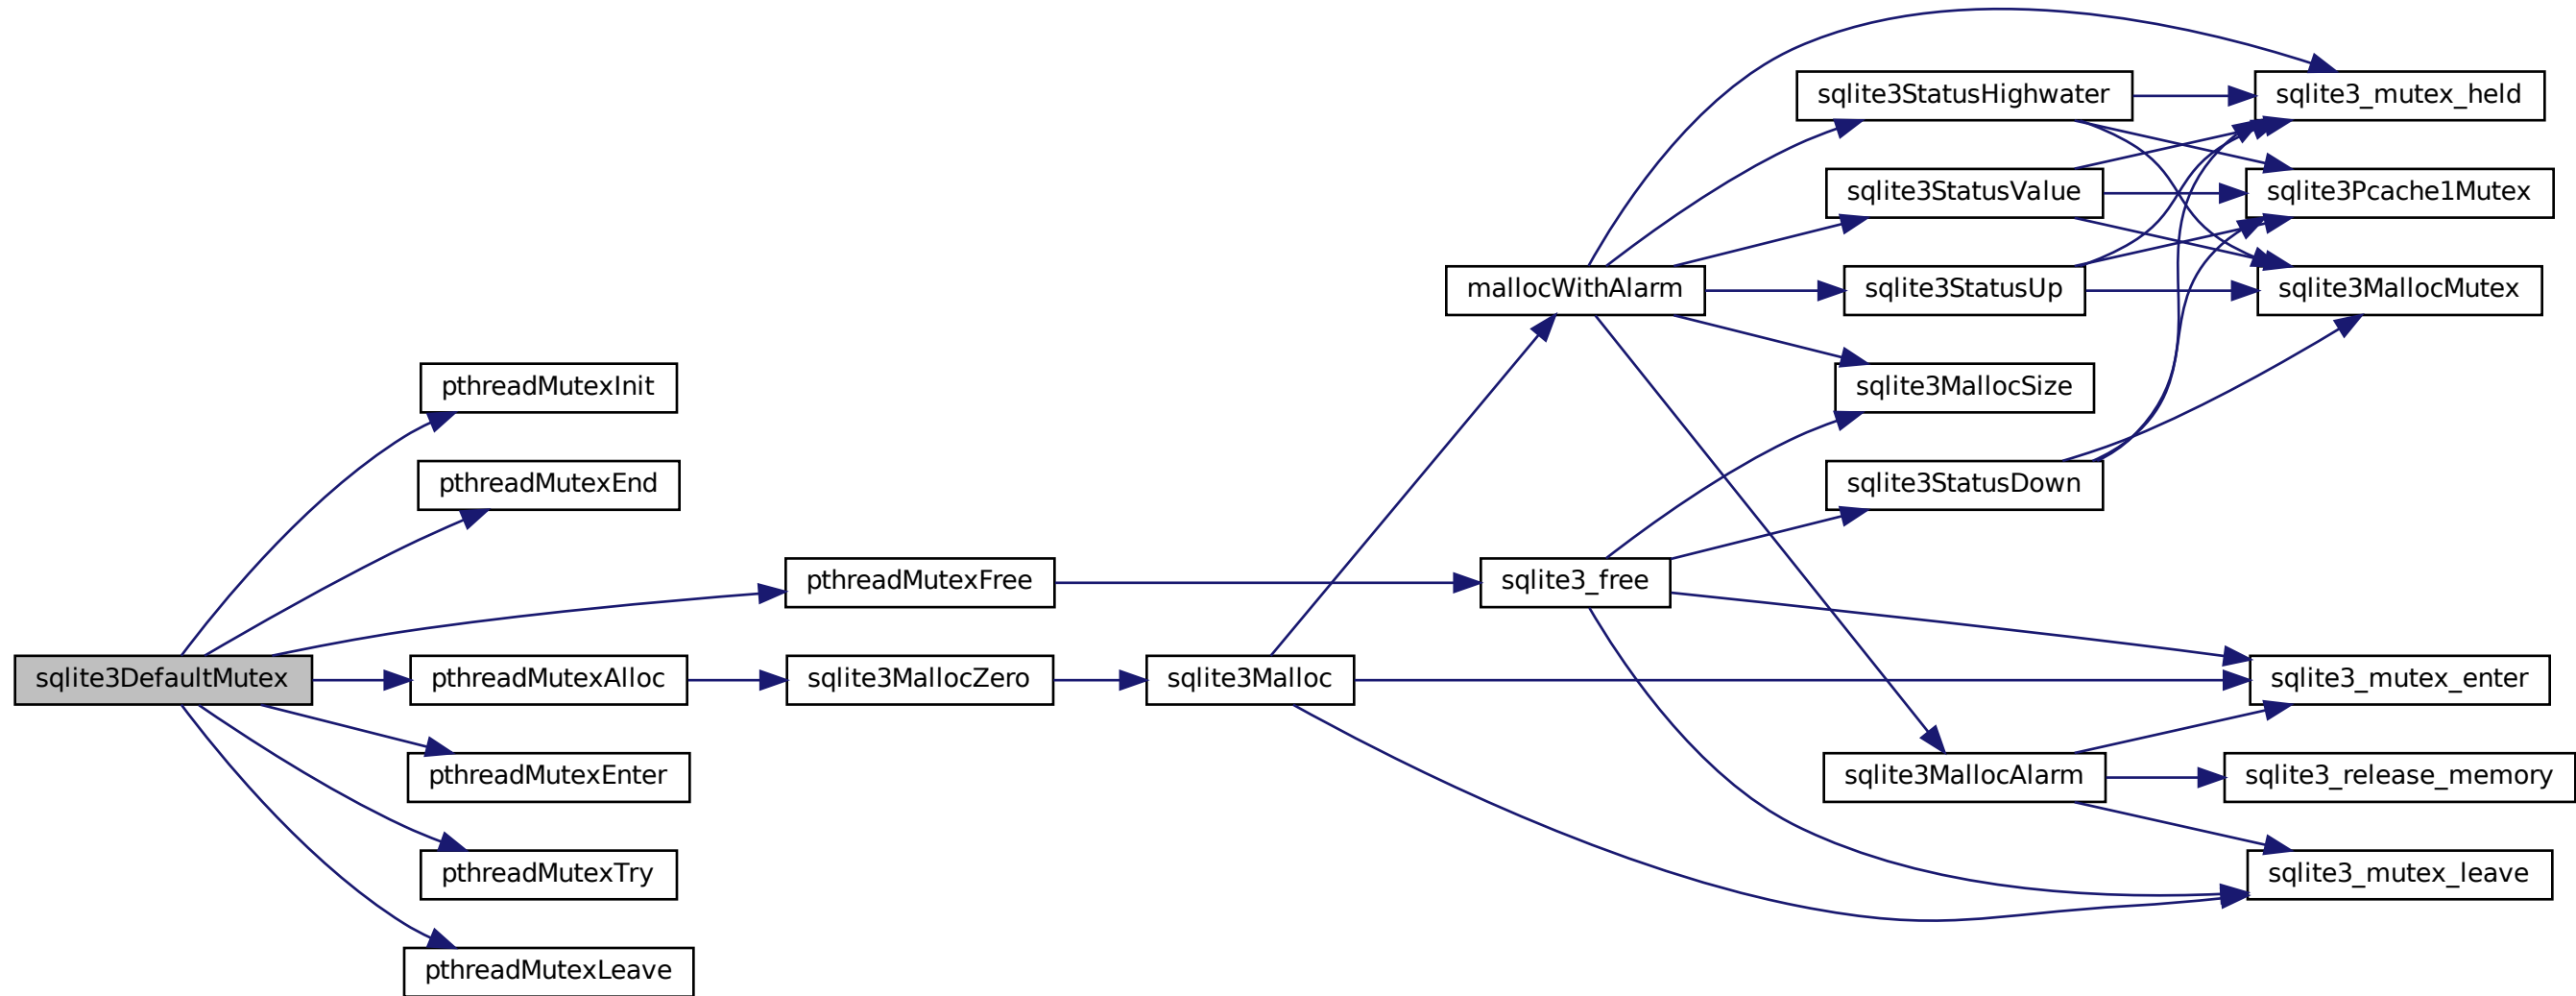 sqlite3StatusHighwater
sqlite3_mutex_held
sqlite3StatusValue
sqlite3Pcache1Mutex
mallocWithAlarm
sqlite3StatusUp
sqlite3MallocMutex
pthreadMutexInit
sqlite3MallocSize
pthreadMutexEnd
sqlite3StatusDown
pthreadMutexFree
sqlite3_free
sqlite3DefaultMutex
pthreadMutexAlloc
sqlite3MallocZero
sqlite3Malloc
sqlite3_mutex_enter
pthreadMutexEnter
sqlite3MallocAlarm
sqlite3_release_memory
pthreadMutexTry
sqlite3_mutex_leave
pthreadMutexLeave